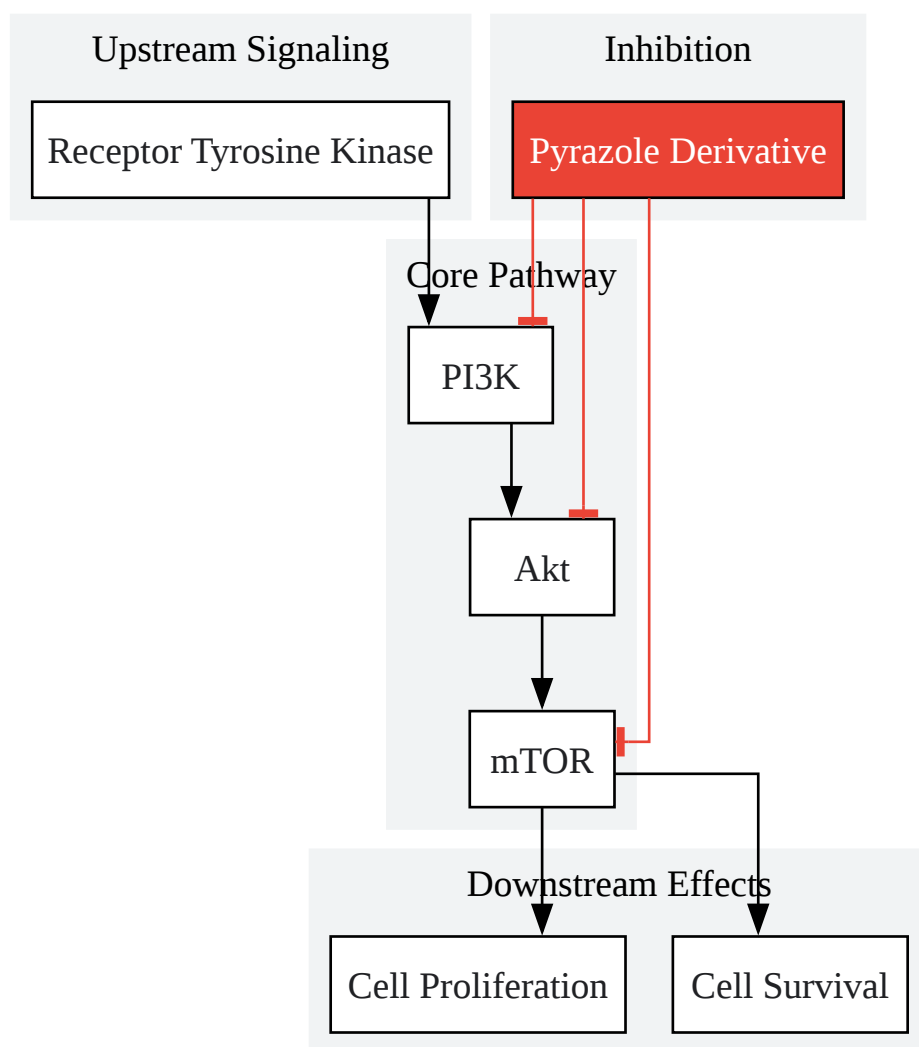 Upstream Signaling
Inhibition
Receptor Tyrosine Kinase
Pyrazole Derivative
Core Pathway
PI3K
Akt
mTOR
Downstream Effects
Cell Proliferation
Cell Survival